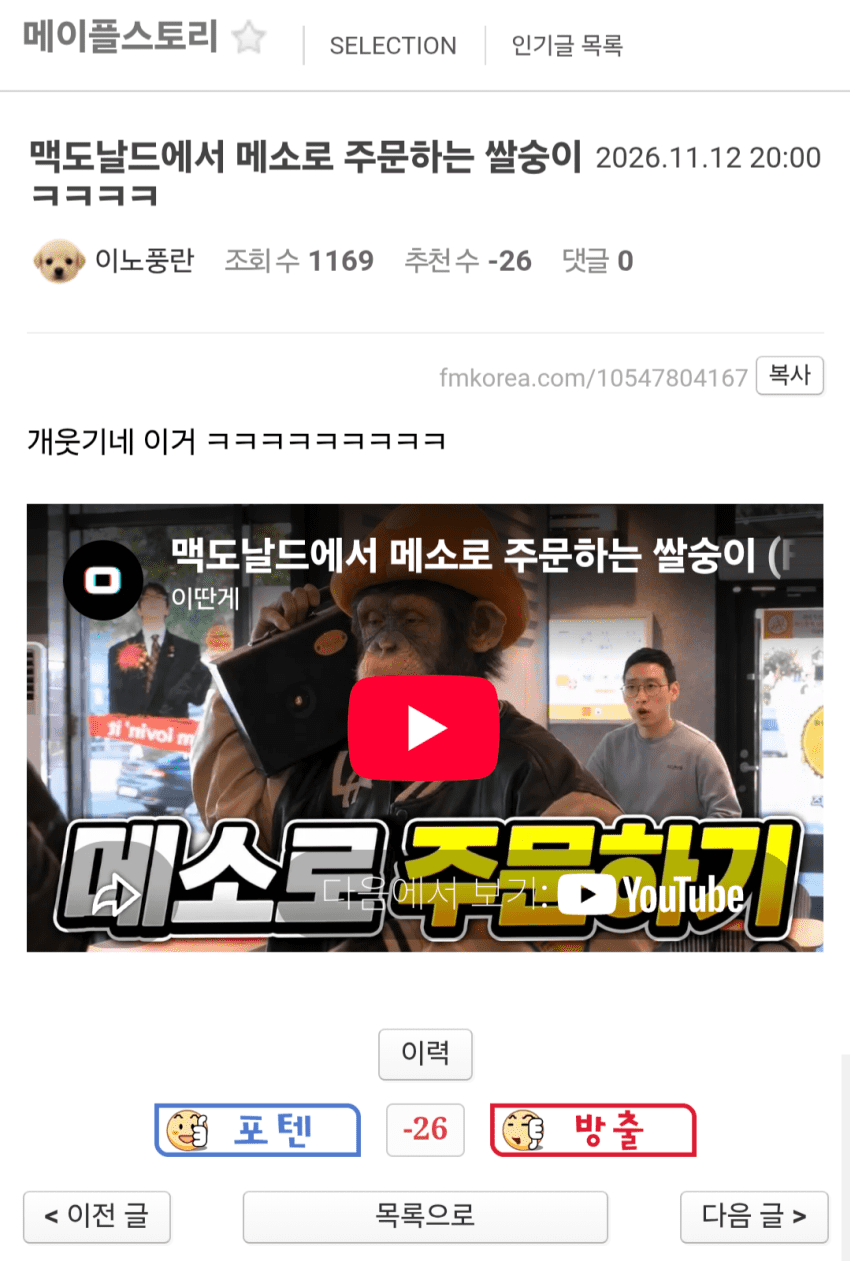 메이플스토리
SELECTION
인기글 목록
맥도날드에서 메소로 주문하는 쌀숭이
ㅋㅋㅋㅋ
2026.11.12 20:00
이노풍란 조회 수 1169 추천 수 -26 댓글 0
fmkorea.com/10547804167 복사
개웃기네 이거 ㅋㅋㅋㅋㅋㅋㅋㅋㅋ
맥도날드에서 메소로 주문하는 쌀숭이 (
이딴게
i'm lovin' it
메소로 주문하기
다음에서 보기: YouTube
이력
포텐 -26 방출
< 이전 글 목록으로 다음 글 >